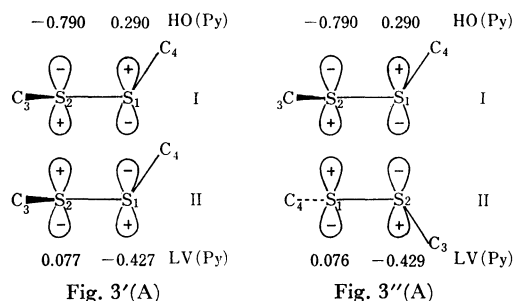 −0.790 0.290 HO(Py) −0.790 0.290 HO(Py)
C₄ C₄
− + − +
C₃ S₂ S₁ I ₃C S₂ S₁ I
+ − + −
C₄
+ − + −
C₃ S₂ S₁ II C₄ S₁ S₂ II
− + − +
C₃
0.077 −0.427 LV(Py) 0.076 −0.429 LV(Py)
Fig. 3′(A) Fig. 3″(A)